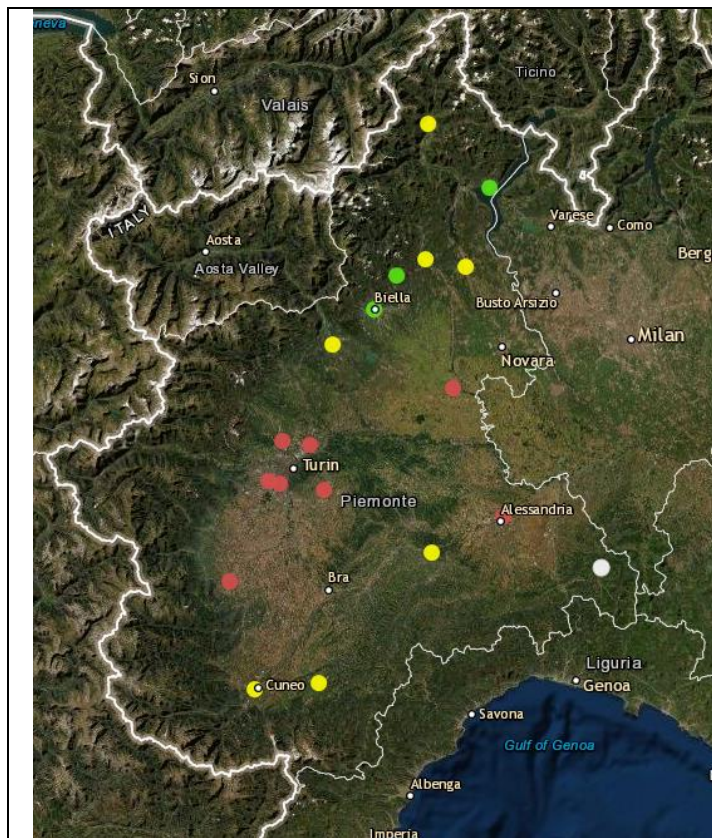 eneva
Sion
Ticino
Valais
Varese
Como
ITALY
Aosta
Aosta Valley
Berg
Biella
Busto Arsizio
Milan
Novara
Turin
Piemonte
Alessandria
Bra
Liguria
Cuneo
Genoa
Savona
Gulf of Genoa
Albenga
Imperia